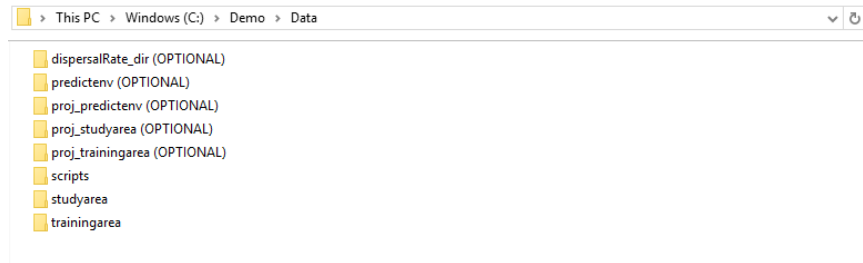 This PC > Windows (C:) > Demo > Data
dispersalRate_dir (OPTIONAL)
predictenv (OPTIONAL)
proj_predictenv (OPTIONAL)
proj_studyarea (OPTIONAL)
proj_trainingarea (OPTIONAL)
scripts
studyarea
trainingarea